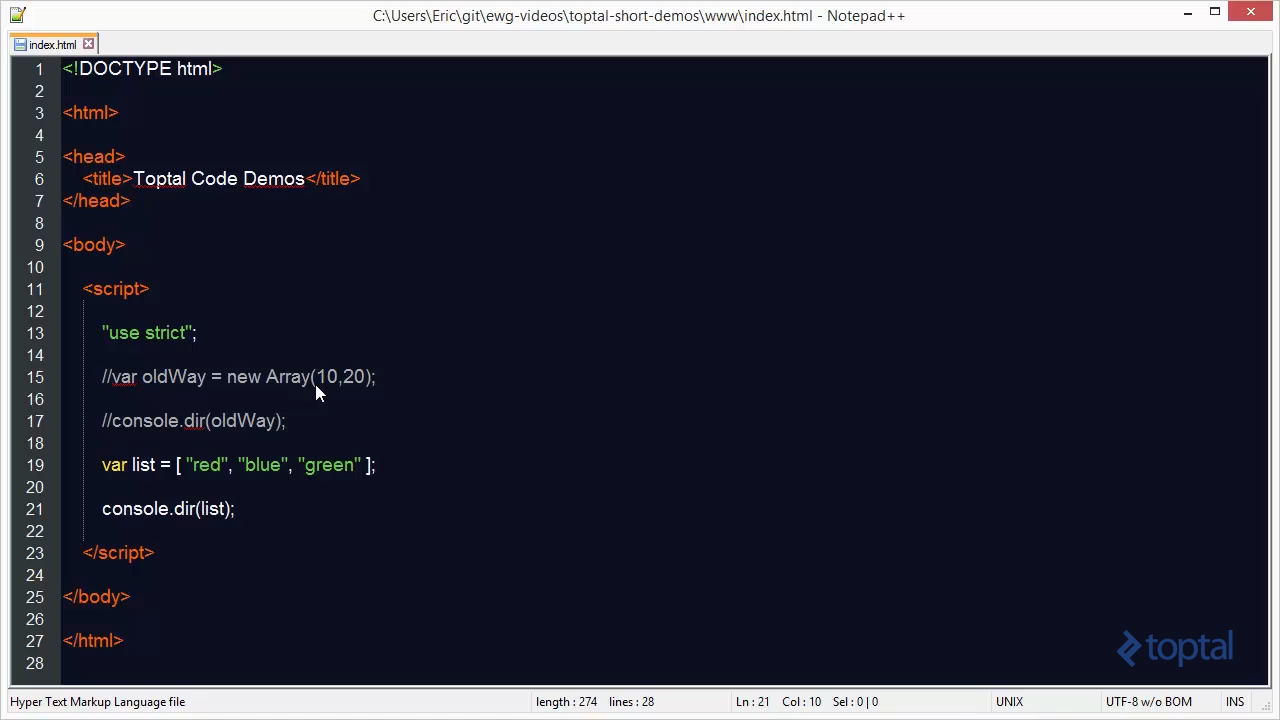 C:\Users\Eric\git\ewg-videos\toptal-short-demos\www\index.html - Notepad++
index.html
1 <!DOCTYPE html>
2
3 <html>
4
5 <head>
6 <title>Toptal Code Demos</title>
7 </head>
8
9 <body>
10
11 <script>
12
13 "use strict";
14
15 //var oldWay = new Array(10,20);
16
17 //console.dir(oldWay);
18
19 var list = [ "red", "blue", "green" ];
20
21 console.dir(list);
22
23 </script>
24
25 </body>
26
27 </html>
28
toptal
Hyper Text Markup Language file length : 274 lines : 28 Ln : 21 Col : 10 Sel : 0 | 0 UNIX UTF-8 w/o BOM INS